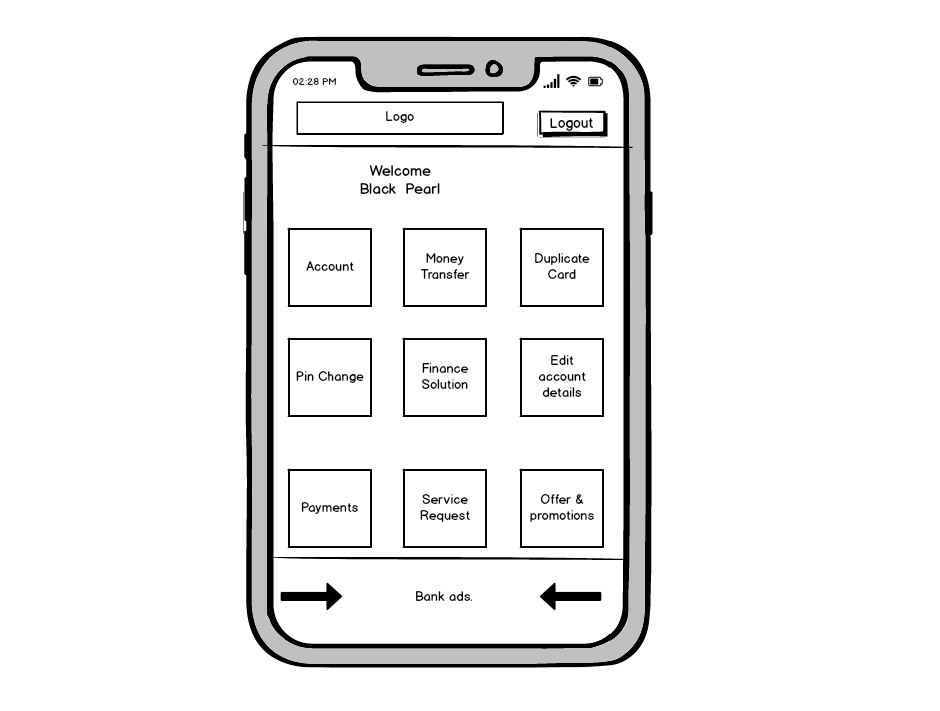 02:28 PM
Logo
Logout
Welcome
Black Pearl
Account
Money
Transfer
Duplicate
Card
Pin Change
Finance
Solution
Edit
account
details
Payments
Service
Request
Offer &
promotions
Bank ads.